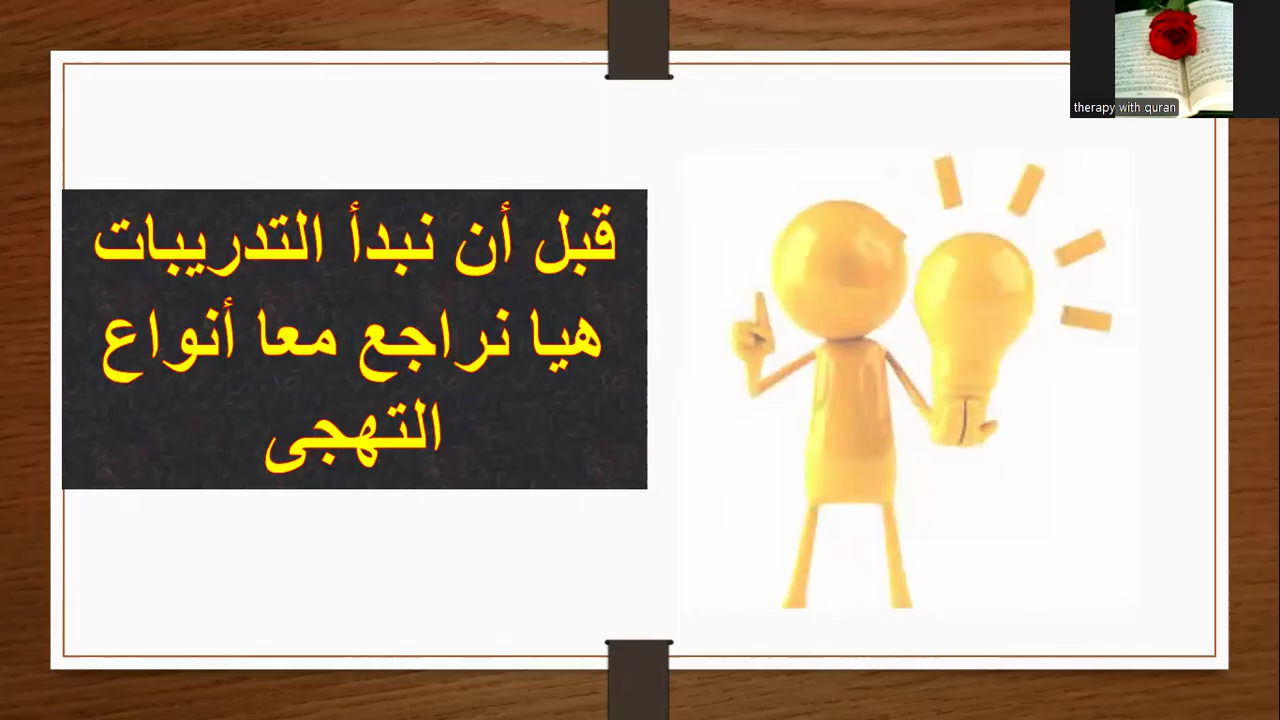 therapy with quran
قبل أن نبدأ التدريبات
هيا نراجع معا أنواع
التهجى